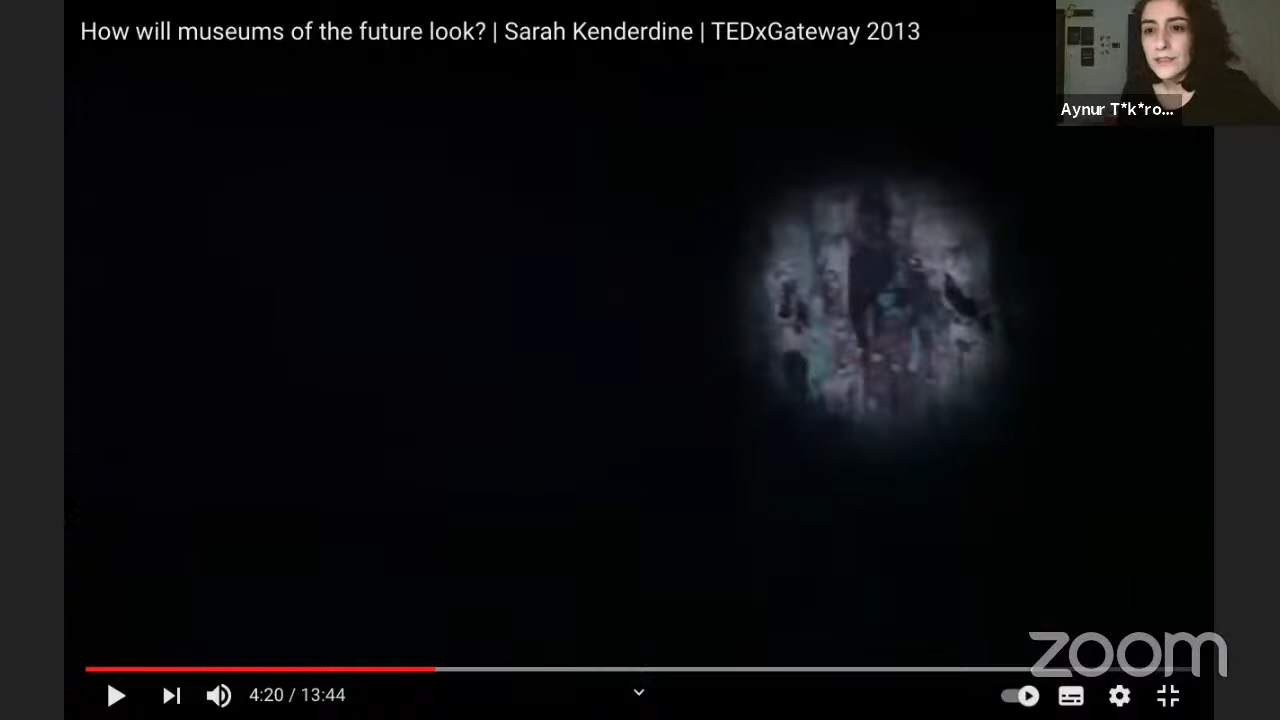 How will museums of the future look? | Sarah Kenderdine | TEDxGateway 2013
Aynur T*k*ro...
zoom
4:20 / 13:44